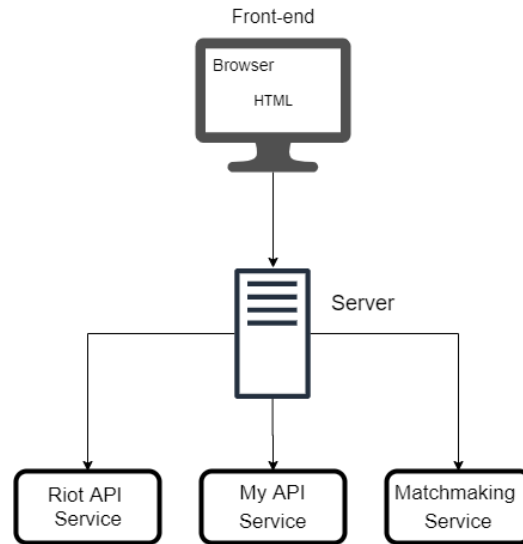 Front-end
Browser
HTML
Server
Riot API
Service
My API
Service
Matchmaking
Service